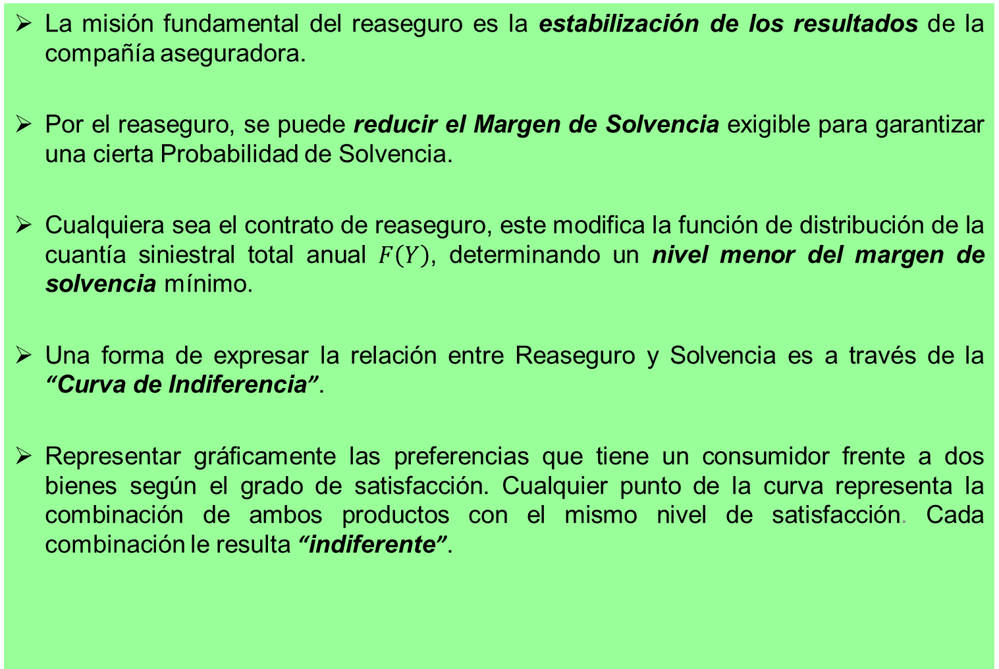 ➢ La misión fundamental del reaseguro es la estabilización de los resultados de la
compañía aseguradora.
➢ Por el reaseguro, se puede reducir el Margen de Solvencia exigible para garantizar
una cierta Probabilidad de Solvencia.
➢ Cualquiera sea el contrato de reaseguro, este modifica la función de distribución de la
cuantía siniestral total anual 𝐹(𝑌), determinando un nivel menor del margen de
solvencia mínimo.
➢ Una forma de expresar la relación entre Reaseguro y Solvencia es a través de la
“Curva de Indiferencia”.
➢ Representar gráficamente las preferencias que tiene un consumidor frente a dos
bienes según el grado de satisfacción. Cualquier punto de la curva representa la
combinación de ambos productos con el mismo nivel de satisfacción. Cada
combinación le resulta “indiferente”.